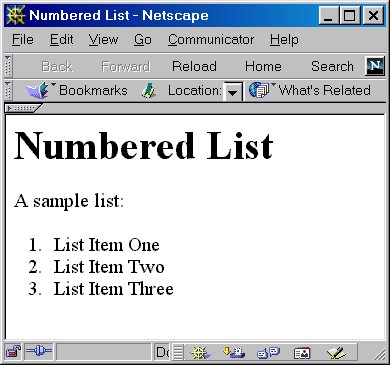 Numbered List - Netscape
File Edit View Go Communicator Help
Back Forward Reload Home Search N
Bookmarks Location: What's Related
Numbered List
A sample list:
1. List Item One
2. List Item Two
3. List Item Three